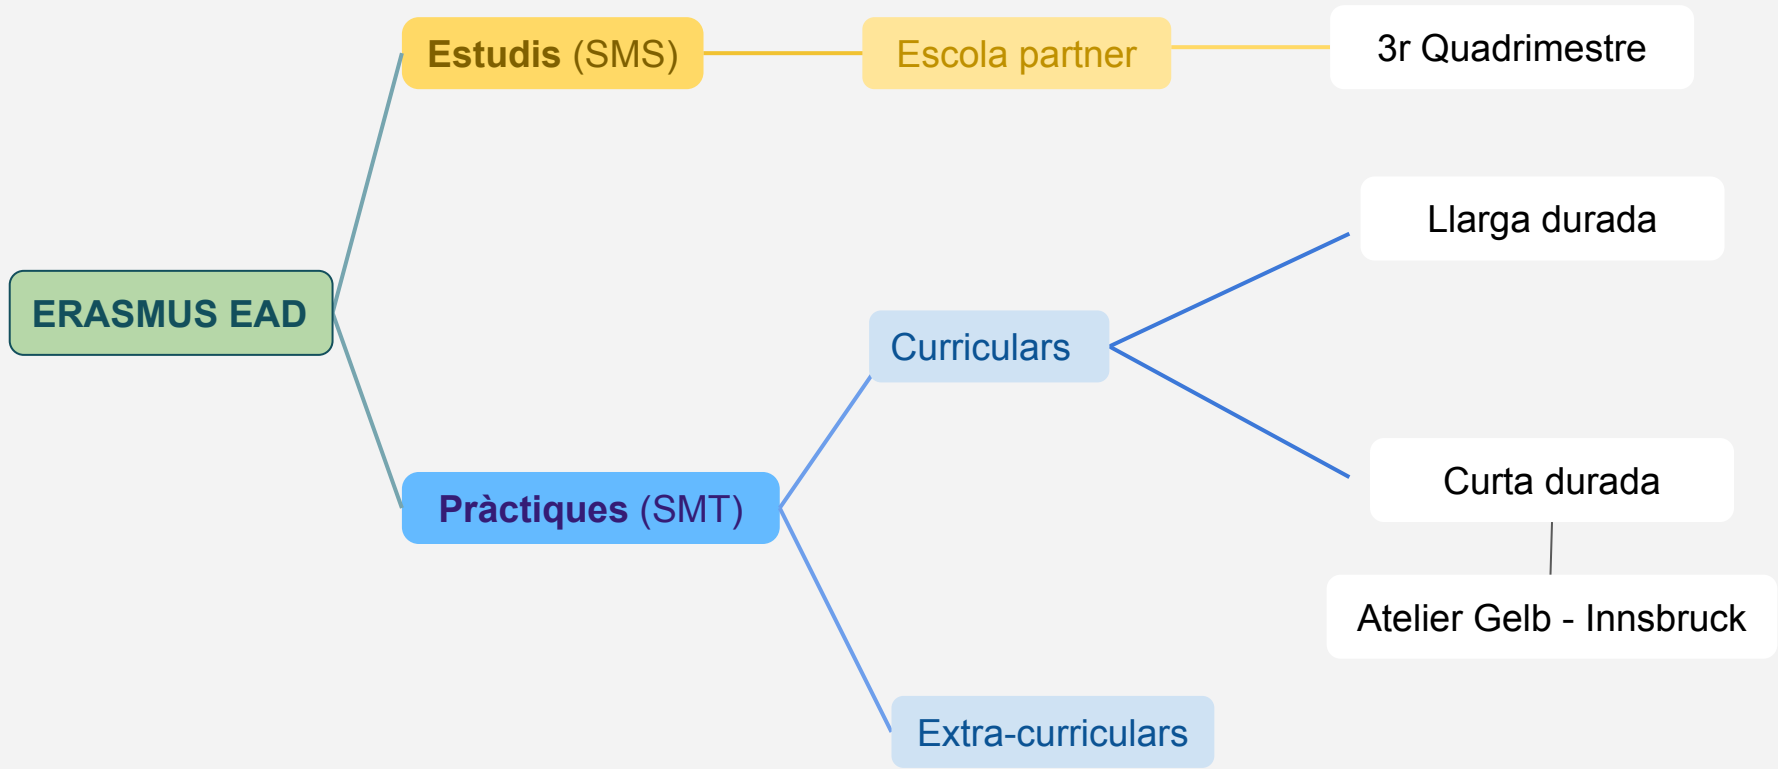 ERASMUS EAD
Estudis (SMS)
Escola partner
3r Quadrimestre
Pràctiques (SMT)
Curriculars
Llarga durada
Curta durada
Atelier Gelb - Innsbruck
Extra-curriculars